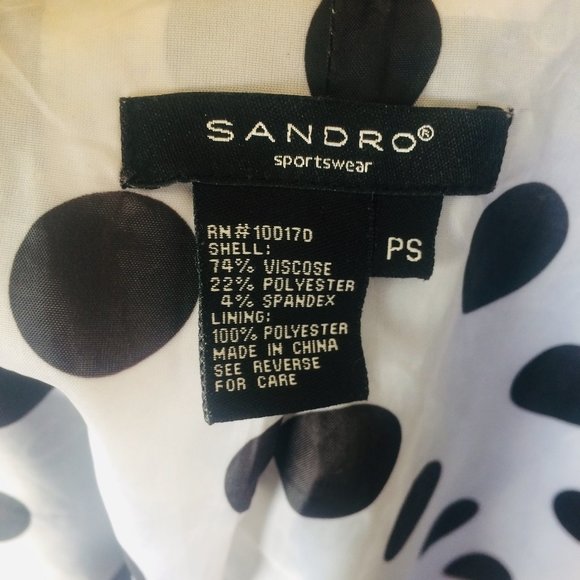 SANDRO®
sportswear
PS
RN#100170
SHELL:
74% VISCOSE
22% POLYESTER
4% SPANDEX
LINING:
100% POLYESTER
MADE IN CHINA
SEE REVERSE
FOR CARE